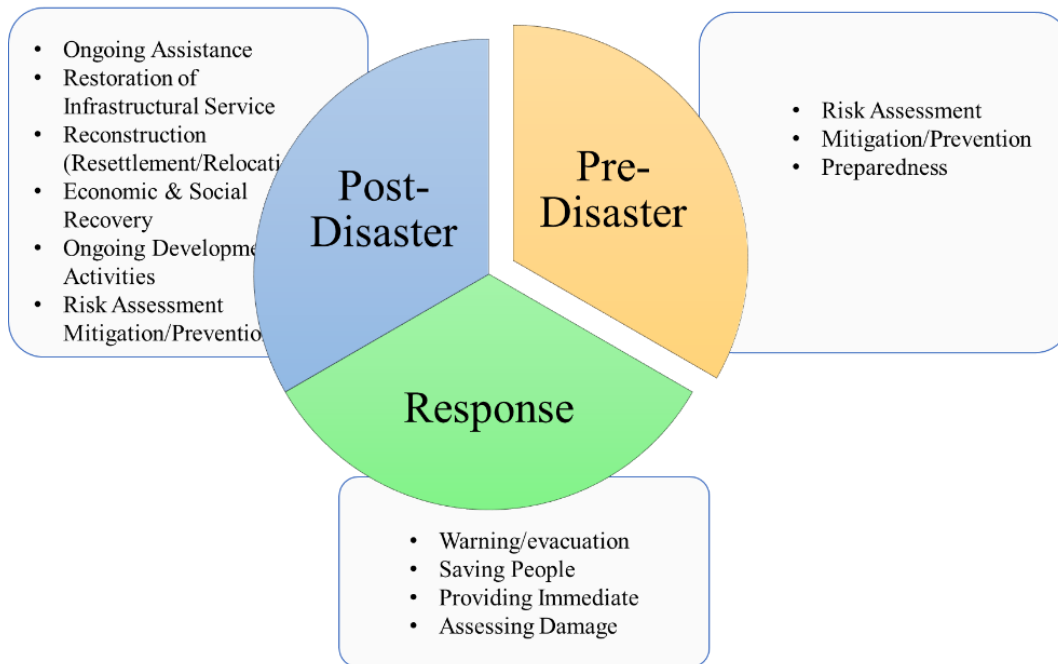 • Ongoing Assistance
• Restoration of
Infrastructural Service
• Reconstruction
(Resettlement/Relocati
• Economic & Social
Recovery
• Ongoing Developme
Activities
• Risk Assessment
Mitigation/Preventio
Post-
Disaster
Pre-
Disaster
• Risk Assessment
• Mitigation/Prevention
• Preparedness
Response
• Warning/evacuation
• Saving People
• Providing Immediate
• Assessing Damage